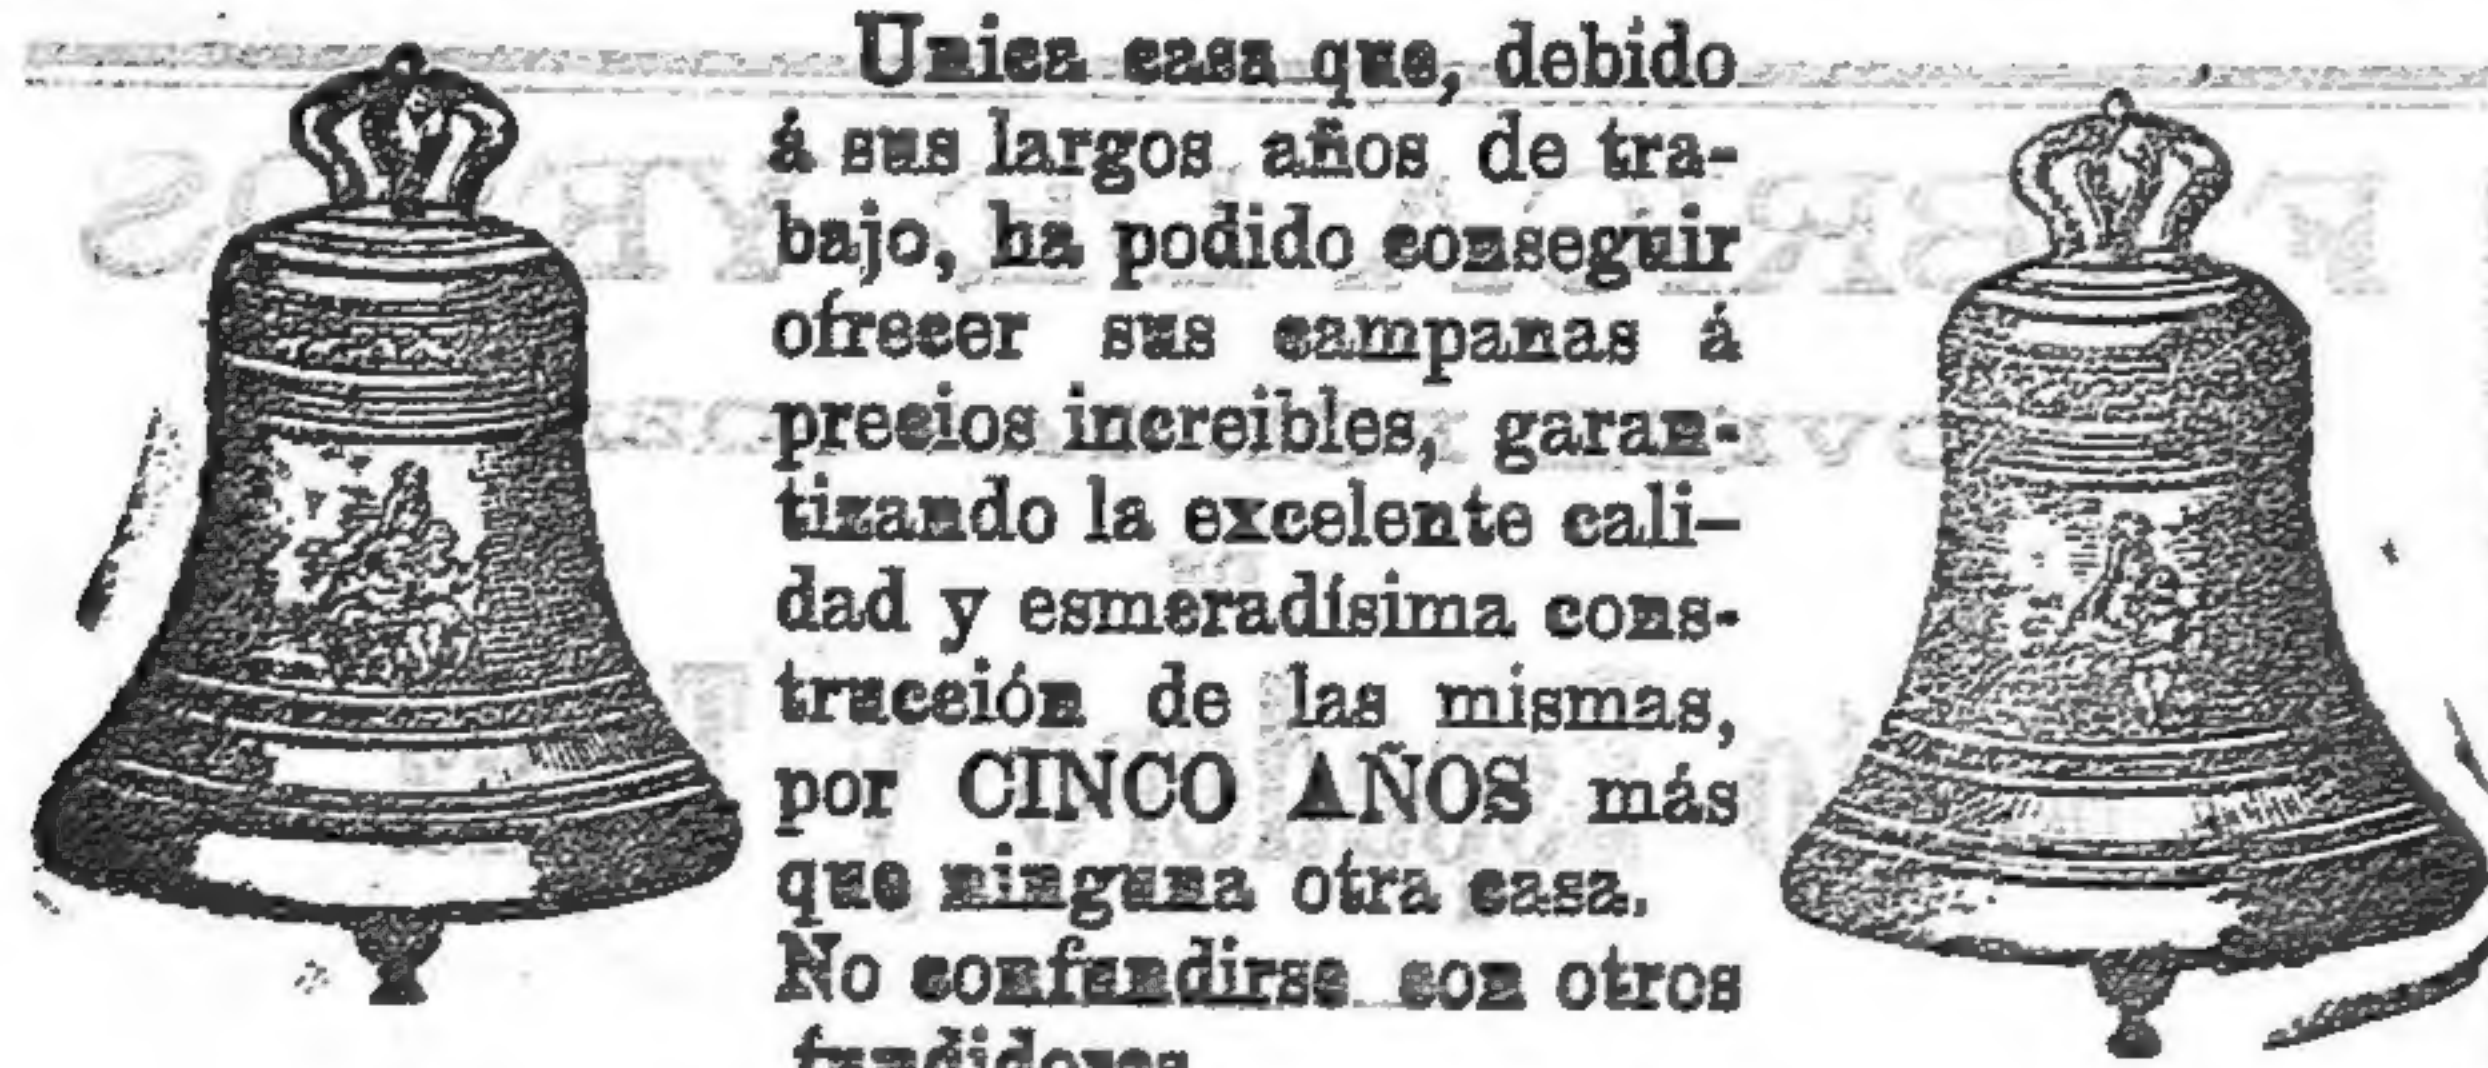 Unica casa que, debido
á sus largos años de tra-
bajo, ha podido conseguir
ofrecer sus campanas á
precios increibles, garan-
tizando la excelente cali-
dad y esmeradísima cons-
trucción de las mismas,
por CINCO AÑOS más
que ninguna otra casa.
No confundirse con otros
fundidores